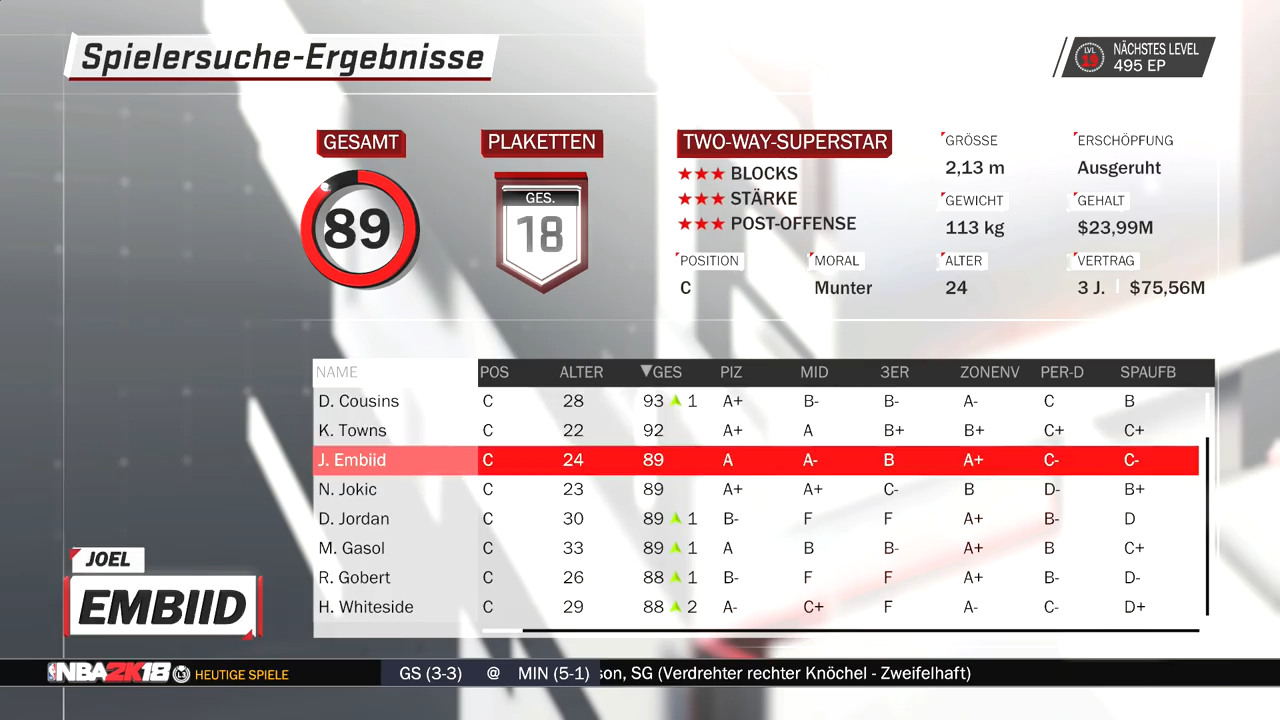 Spielersuche-Ergebnisse
LVL
19
NÄCHSTES LEVEL
495 EP
GESAMT
89
PLAKETTEN
GES.
18
TWO-WAY-SUPERSTAR
★★★ BLOCKS
★★★ STÄRKE
★★★ POST-OFFENSE
GRÖSSE
2,13 m
ERSCHÖPFUNG
Ausgeruht
GEWICHT
113 kg
GEHALT
$23,99M
POSITION
C
MORAL
Munter
ALTER
24
VERTRAG
3 J. $75,56M
NAME POS ALTER ▼GES PIZ MID 3ER ZONENV PER-D SPAUFB
D. Cousins C 28 93 ▲ 1 A+ B- B- A- C B
K. Towns C 22 92 A+ A B+ B+ C+ C+
J. Embiid C 24 89 A A- B A+ C- C-
N. Jokic C 23 89 A+ A+ C- B D- B+
D. Jordan C 30 89 ▲ 1 B- F F A+ B- D
M. Gasol C 33 89 ▲ 1 A B B- A+ B C+
R. Gobert C 26 88 ▲ 1 B- F F A+ B- D-
H. Whiteside C 29 88 ▲ 2 A- C+ F A- C- D+
JOEL
EMBIID
NBA2K18 HEUTIGE SPIELE GS (3-3) @ MIN (5-1) son, SG (Verdrehter rechter Knöchel - Zweifelhaft)